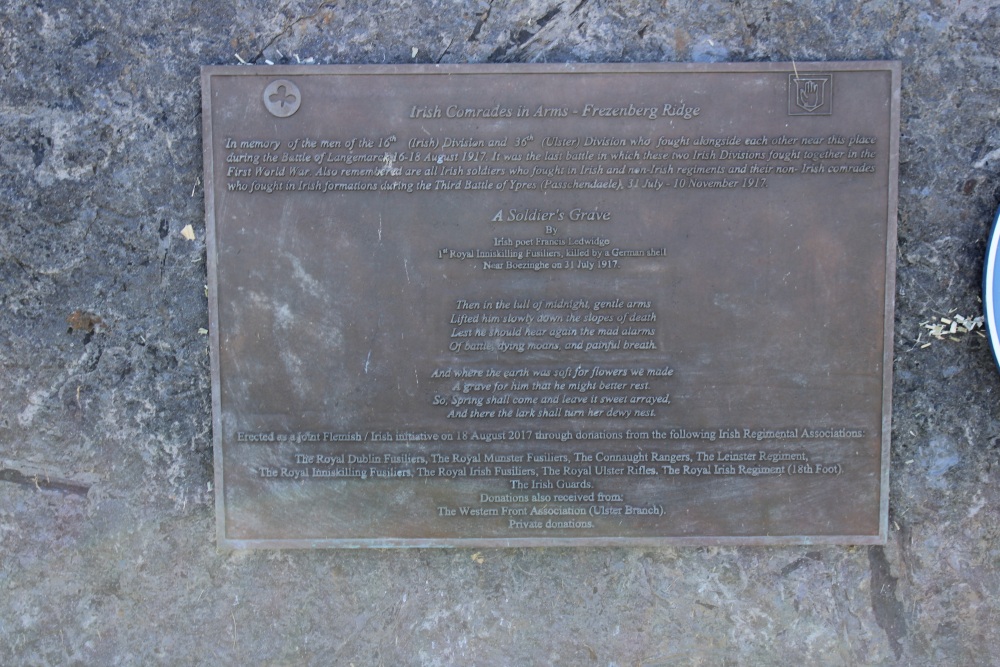 Irish Comrades in Arms - Frezenberg Ridge
In memory of the men of the 16th (Irish) Division and 36th (Ulster) Division who fought alongside each other near this place
during the Battle of Langemarck 16-18 August 1917. It was the last battle in which these two Irish Divisions fought together in the
First World War. Also remembered are all Irish soldiers who fought in Irish and non-Irish regiments and their non- Irish comrades
who fought in Irish formations during the Third Battle of Ypres (Passchendaele), 31 July - 10 November 1917.
A Soldier's Grave
By
Irish poet Francis Ledwidge
1st Royal Inniskilling Fusiliers, killed by a German shell
Near Boezinghe on 31 July 1917.
Then in the lull of midnight, gentle arms
Lifted him slowly down the slopes of death
Lest he should hear again the mad alarms
Of battle, dying moans, and painful breath.
And where the earth was soft for flowers we made
A grave for him that he might better rest.
So, Spring shall come and leave it sweet arrayed,
And there the lark shall turn her dewy nest.
Erected as a joint Flemish / Irish initiative on 18 August 2017 through donations from the following Irish Regimental Associations:
The Royal Dublin Fusiliers, The Royal Munster Fusiliers, The Connaught Rangers, The Leinster Regiment,
The Royal Inniskilling Fusiliers, The Royal Irish Fusiliers, The Royal Ulster Rifles, The Royal Irish Regiment (18th Foot)
The Irish Guards.
Donations also received from:
The Western Front Association (Ulster Branch).
Private donations.